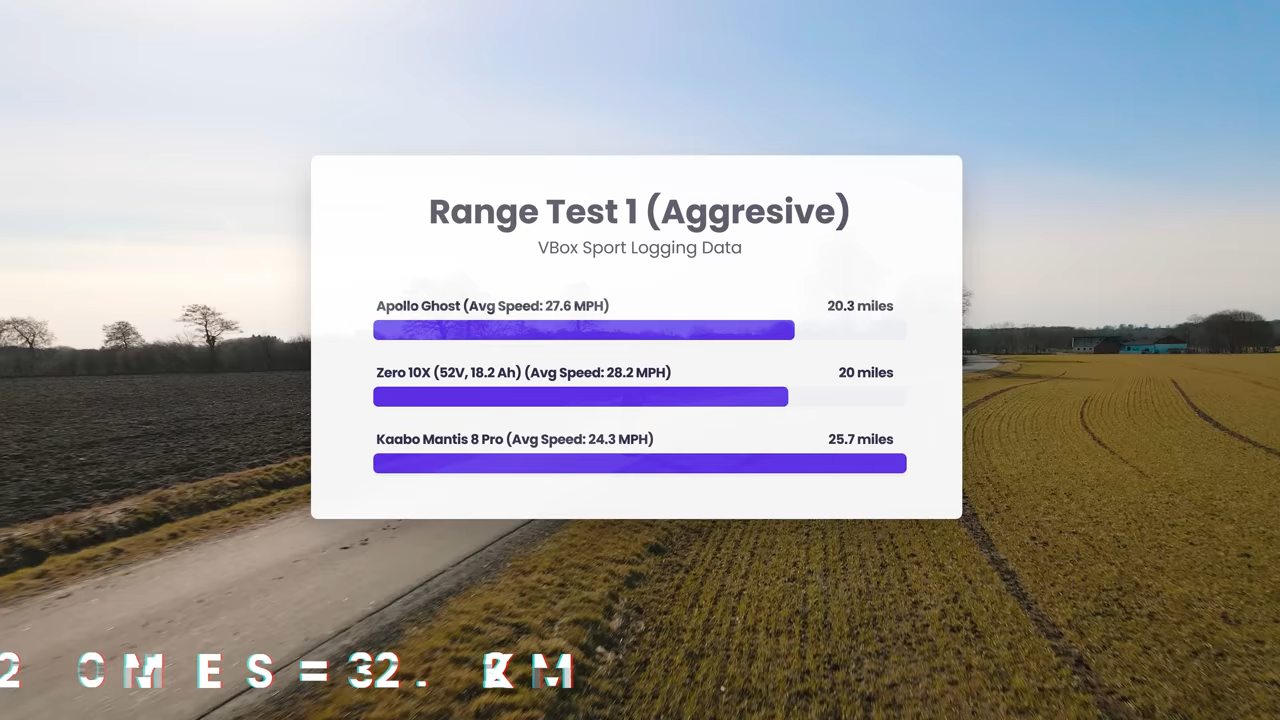 Range Test 1 (Aggresive)
VBox Sport Logging Data
Apollo Ghost (Avg Speed: 27.6 MPH) 20.3 miles
Zero 10X (52V, 18.2 Ah) (Avg Speed: 28.2 MPH) 20 miles
Kaabo Mantis 8 Pro (Avg Speed: 24.3 MPH) 25.7 miles
= 32. KM